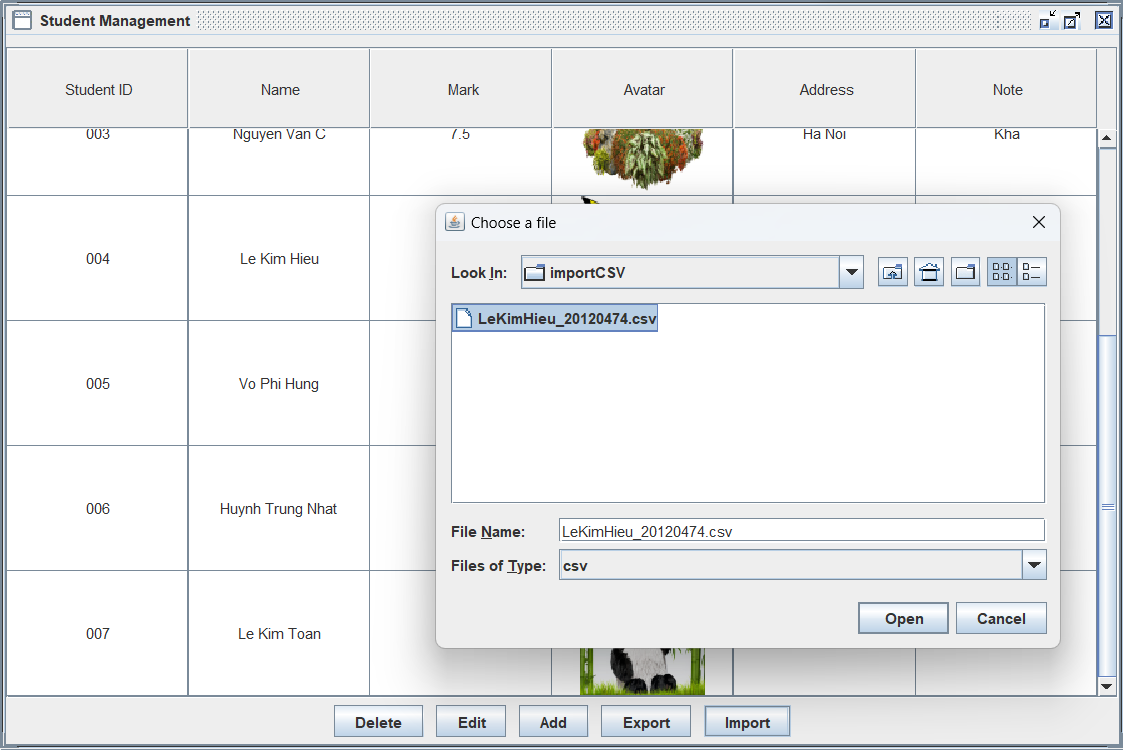 Student Management
Student ID Name Mark Avatar Address Note
003 Nguyen Van C 7.5 Ha Noi Kha
004 Le Kim Hieu
005 Vo Phi Hung
006 Huynh Trung Nhat
007 Le Kim Toan
Choose a file
Look In: importCSV
LeKimHieu_20120474.csv
File Name: LeKimHieu_20120474.csv
Files of Type: csv
Open Cancel
Delete Edit Add Export Import